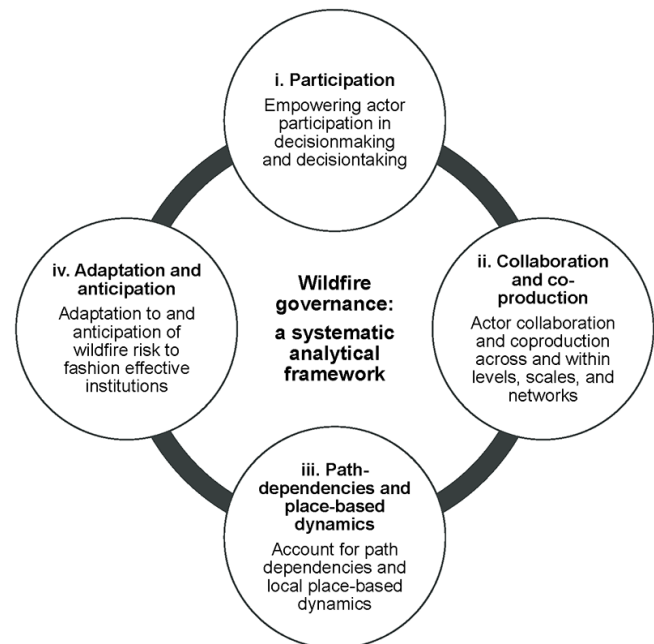 i. Participation
Empowering actor
participation in
decisionmaking
and decisiontaking
iv. Adaptation and
anticipation
Adaptation to and
anticipation of
wildfire risk to
fashion effective
institutions
Wildfire
governance:
a systematic
analytical
framework
ii. Collaboration
and co-
production
Actor collaboration
and coproduction
across and within
levels, scales, and
networks
iii. Path-
dependencies and
place-based
dynamics
Account for path
dependencies and
local place-based
dynamics